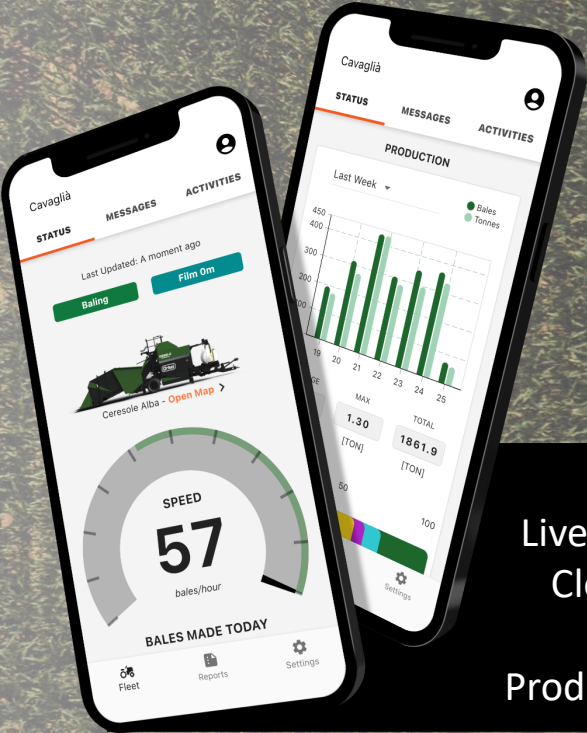 Cavaglià
STATUS
MESSAGES
ACTIVITIES
Last Updated: A moment ago
Baling
Film 0m
Ceresole Alba - Open Map >
SPEED
57
bales/hour
BALES MADE TODAY
Fleet
Reports
Settings
Cavaglià
STATUS
MESSAGES
ACTIVITIES
PRODUCTION
Last Week
Bales
Tonnes
450
400
300
200
100
19 20 21 22 23 24 25
MAX
TOTAL
1.30
1861.9
[TON]
[TON]
50
100
Settings
Live
Prod